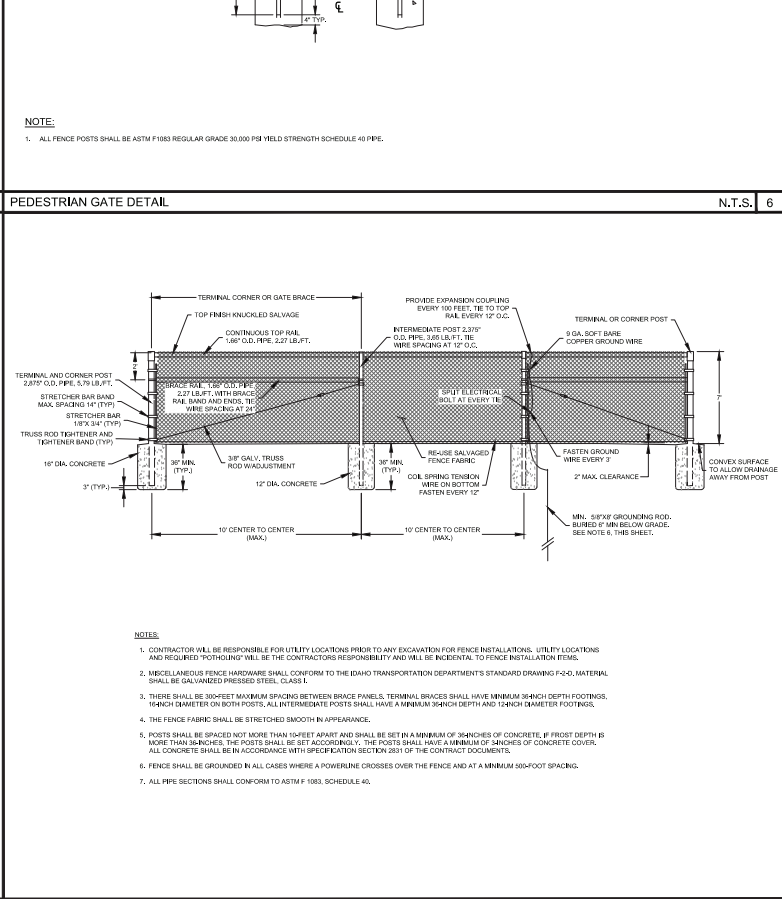 4" TYP.
℄
NOTE:
1. ALL FENCE POSTS SHALL BE ASTM F1083 REGULAR GRADE 30,000 PSI YIELD STRENGTH SCHEDULE 40 PIPE.
PEDESTRIAN GATE DETAIL
N.T.S.
6
TERMINAL CORNER OR GATE BRACE
TOP FINISH KNUCKLED SALVAGE
CONTINUOUS TOP RAIL
1.66" O.D. PIPE, 2.27 LB./FT.
PROVIDE EXPANSION COUPLING
EVERY 100 FEET. TIE TO TOP
RAIL EVERY 12" O.C.
INTERMEDIATE POST 2.375"
O.D. PIPE, 3.65 LB./FT. TIE
WIRE SPACING AT 12" O.C.
TERMINAL OR CORNER POST
9 GA. SOFT BARE
COPPER GROUND WIRE
2'
7'
TERMINAL AND CORNER POST
2.875" O.D. PIPE, 5.79 LB./FT.
STRETCHER BAR BAND
MAX. SPACING 14" (TYP)
STRETCHER BAR
1/8"X 3/4" (TYP)
TRUSS ROD TIGHTENER AND
TIGHTENER BAND (TYP)
16" DIA. CONCRETE
3" (TYP.)
BRACE RAIL, 1.66" O.D. PIPE,
2.27 LB./FT. WITH BRACE
RAIL BAND AND ENDS. TIE
WIRE SPACING AT 24"
SPLIT ELECTRICAL
BOLT AT EVERY TIE
36" MIN.
(TYP.)
3/8" GALV. TRUSS
ROD W/ADJUSTMENT
12" DIA. CONCRETE
36" MIN.
(TYP.)
RE-USE SALVAGED
FENCE FABRIC
COIL SPRING TENSION
WIRE ON BOTTOM
FASTEN EVERY 12"
FASTEN GROUND
WIRE EVERY 3'
2" MAX. CLEARANCE
CONVEX SURFACE
TO ALLOW DRAINAGE
AWAY FROM POST
10' CENTER TO CENTER
(MAX.)
10' CENTER TO CENTER
(MAX.)
MIN. 5/8"X8' GROUNDING ROD.
BURIED 6" MIN BELOW GRADE.
SEE NOTE 6, THIS SHEET.
NOTES:
1. CONTRACTOR WILL BE RESPONSIBLE FOR UTILITY LOCATIONS PRIOR TO ANY EXCAVATION FOR FENCE INSTALLATIONS. UTILITY LOCATIONS
AND REQUIRED "POTHOLING" WILL BE THE CONTRACTORS RESPONSIBILITY AND WILL BE INCIDENTAL TO FENCE INSTALLATION ITEMS.
2. MISCELLANEOUS FENCE HARDWARE SHALL CONFORM TO THE IDAHO TRANSPORTATION DEPARTMENT'S STANDARD DRAWING F-2-D. MATERIAL
SHALL BE GALVANIZED PRESSED STEEL, CLASS I.
3. THERE SHALL BE 300-FEET MAXIMUM SPACING BETWEEN BRACE PANELS. TERMINAL BRACES SHALL HAVE MINIMUM 36-INCH DEPTH FOOTINGS,
16-INCH DIAMETER ON BOTH POSTS. ALL INTERMEDIATE POSTS SHALL HAVE A MINIMUM 36-INCH DEPTH AND 12-INCH DIAMETER FOOTINGS.
4. THE FENCE FABRIC SHALL BE STRETCHED SMOOTH IN APPEARANCE.
5. POSTS SHALL BE SPACED NOT MORE THAN 10-FEET APART AND SHALL BE SET IN A MINIMUM OF 36-INCHES OF CONCRETE, IF FROST DEPTH IS
MORE THAN 36-INCHES, THE POSTS SHALL BE SET ACCORDINGLY. THE POSTS SHALL HAVE A MINIMUM OF 3-INCHES OF CONCRETE COVER.
ALL CONCRETE SHALL BE IN ACCORDANCE WITH SPECIFICATION SECTION 2831 OF THE CONTRACT DOCUMENTS.
6. FENCE SHALL BE GROUNDED IN ALL CASES WHERE A POWERLINE CROSSES OVER THE FENCE AND AT A MINIMUM 500-FOOT SPACING.
7. ALL PIPE SECTIONS SHALL CONFORM TO ASTM F 1083, SCHEDULE 40.